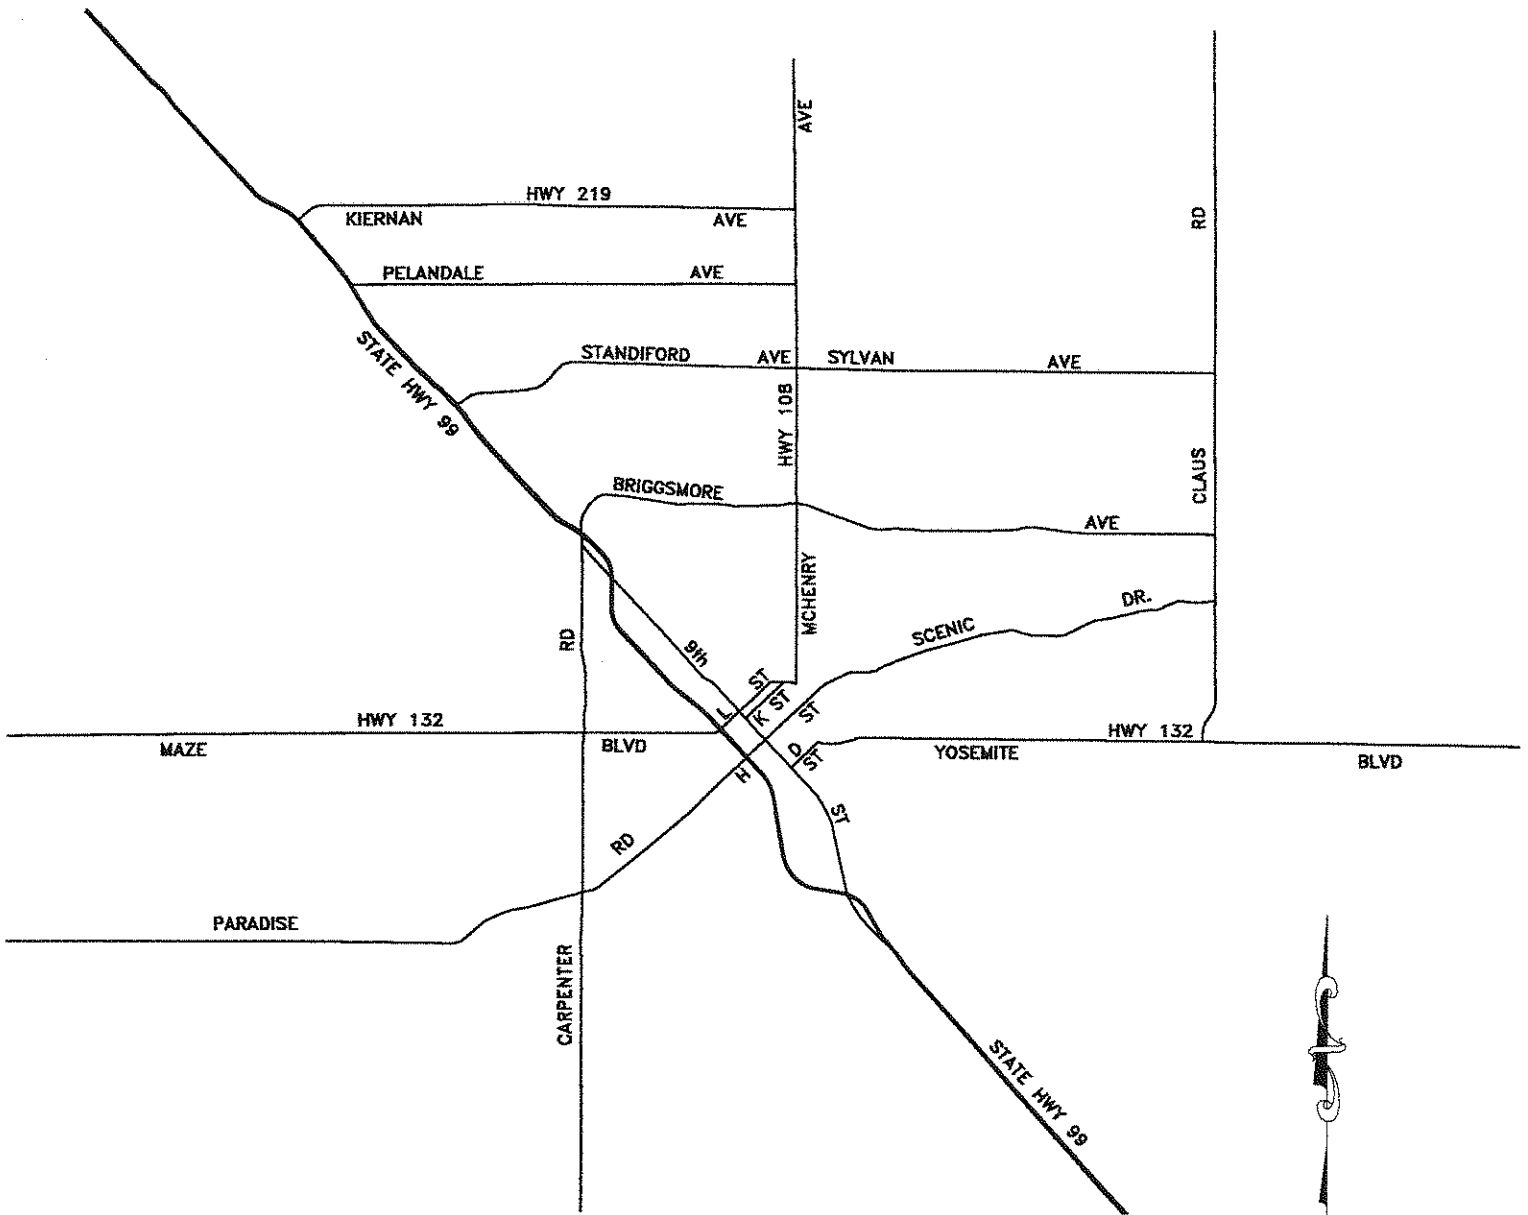 AVE
HWY 219
KIERNAN AVE
RD
PELANDALE AVE
STATE HWY 99
STANDIFORD AVE SYLVAN AVE
HWY 108
BRIGGSMORE
CLAUS
AVE
MCHENRY
DR.
SCENIC
RD
9th
ST
L
K ST
ST
HWY 132
MAZE BLVD
H
D ST
HWY 132
YOSEMITE BLVD
ST
RD
PARADISE
CARPENTER
STATE HWY 99